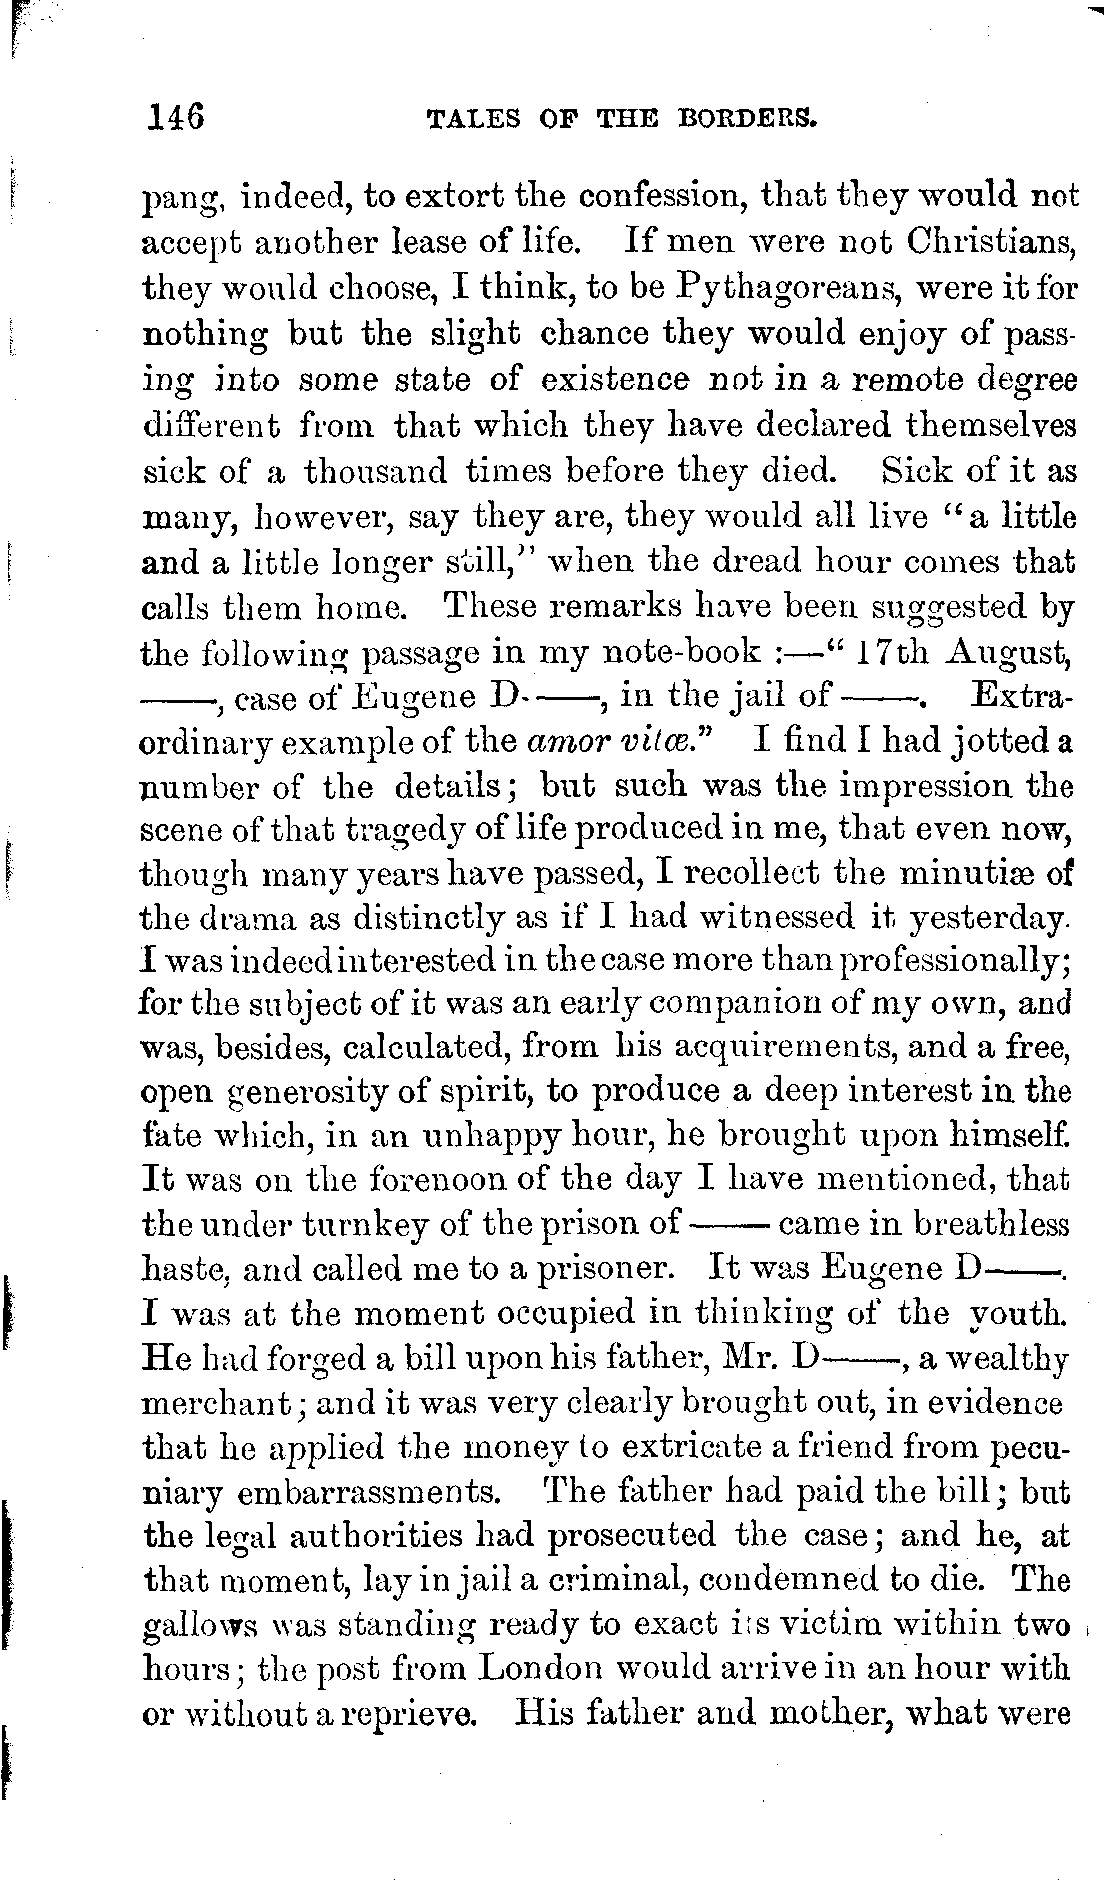 146 TALES OF THE BORDERS.
pang, indeed, to extort the confession, that they would not
accept another lease of life. If men were not Christians,
they would choose, I think, to be Pythagoreans, were it for
nothing but the slight chance they would enjoy of pass-
ing into some state of existence not in a remote degree
different from that which they have declared themselves
sick of a thousand times before they died. Sick of it as
many, however, say they are, they would all live “a little
and a little longer still,” when the dread hour comes that
calls them home. These remarks have been suggested by
the following passage in my note-book :—“ 17th August,
——, case of Eugene D——, in the jail of ——. Extra-
ordinary example of the amor vitæ.” I find I had jotted a
number of the details; but such was the impression the
scene of that tragedy of life produced in me, that even now,
though many years have passed, I recollect the minutiæ of
the drama as distinctly as if I had witnessed it yesterday.
I was indeed interested in the case more than professionally;
for the subject of it was an early companion of my own, and
was, besides, calculated, from his acquirements, and a free,
open generosity of spirit, to produce a deep interest in the
fate which, in an unhappy hour, he brought upon himself.
It was on the forenoon of the day I have mentioned, that
the under turnkey of the prison of —— came in breathless
haste, and called me to a prisoner. It was Eugene D——.
I was at the moment occupied in thinking of the youth.
He had forged a bill upon his father, Mr. D——, a wealthy
merchant; and it was very clearly brought out, in evidence
that he applied the money to extricate a friend from pecu-
niary embarrassments. The father had paid the bill; but
the legal authorities had prosecuted the case; and he, at
that moment, lay in jail a criminal, condemned to die. The
gallows was standing ready to exact its victim within two
hours; the post from London would arrive in an hour with
or without a reprieve. His father and mother, what were